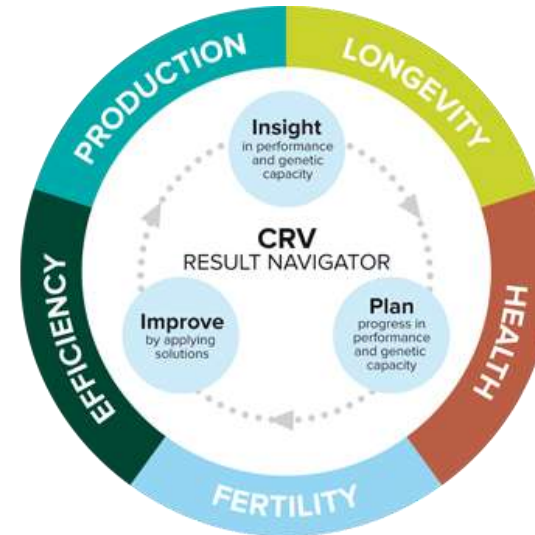 PRODUCTION
LONGEVITY
Insight
in performance
and genetic
capacity
CRV
RESULT NAVIGATOR
Improve
by applying
solutions
Plan
progress in
performance
and genetic
capacity
EFFICIENCY
HEALTH
FERTILITY